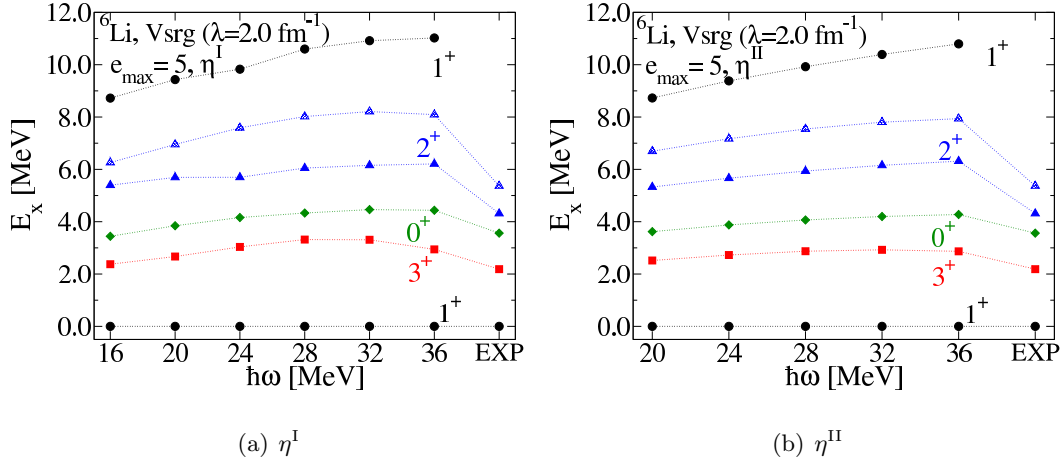 12.0
10.0
8.0
6.0
4.0
2.0
0.0
E_x [MeV]
⁶Li, Vsrg (λ=2.0 fm⁻¹)
e_max = 5, η^I
1⁺
2⁺
0⁺
3⁺
1⁺
16 20 24 28 32 36 EXP
ħω [MeV]
(a) η^I
12.0
10.0
8.0
6.0
4.0
2.0
0.0
E_x [MeV]
⁶Li, Vsrg (λ=2.0 fm⁻¹)
e_max = 5, η^II
1⁺
2⁺
0⁺
3⁺
1⁺
20 24 28 32 36 EXP
ħω [MeV]
(b) η^II